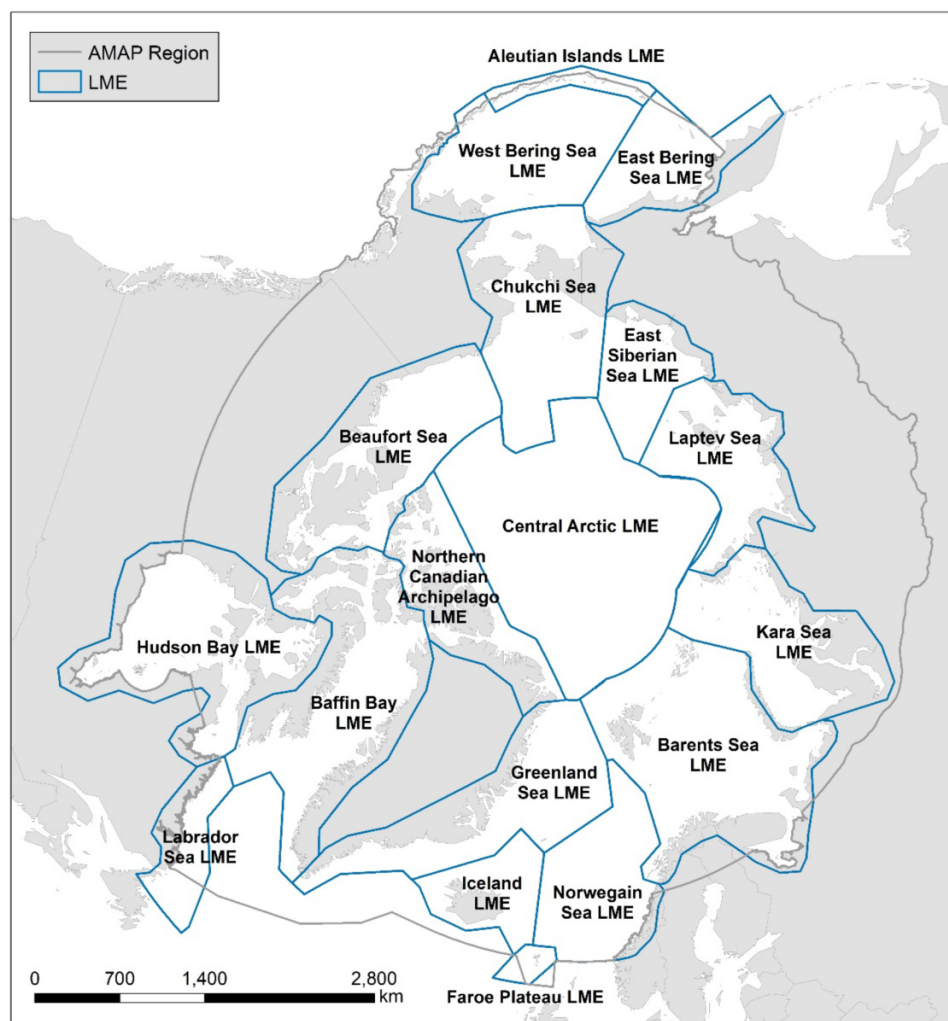 AMAP Region
LME
Aleutian Islands LME
West Bering Sea
LME
East Bering
Sea LME
Chukchi Sea
LME
East
Siberian
Sea LME
Beaufort Sea
LME
Laptev Sea
LME
Central Arctic LME
Northern
Canadian
Archipelago
LME
Hudson Bay LME
Kara Sea
LME
Baffin Bay
LME
Barents Sea
LME
Greenland
Sea LME
Labrador
Sea LME
Iceland
LME
Norwegain
Sea LME
0 700 1,400 2,800
km
Faroe Plateau LME